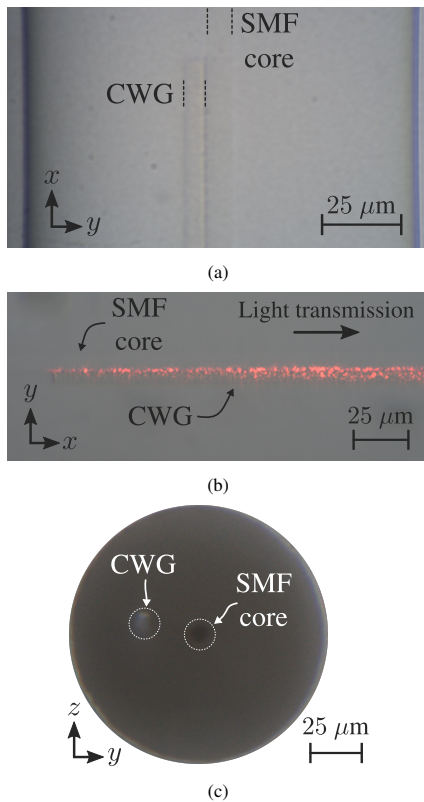 SMF
core
CWG
x
y
25 μm
(a)
SMF
core
Light transmission
CWG
y
x
25 μm
(b)
CWG
SMF
core
z
y
25 μm
(c)